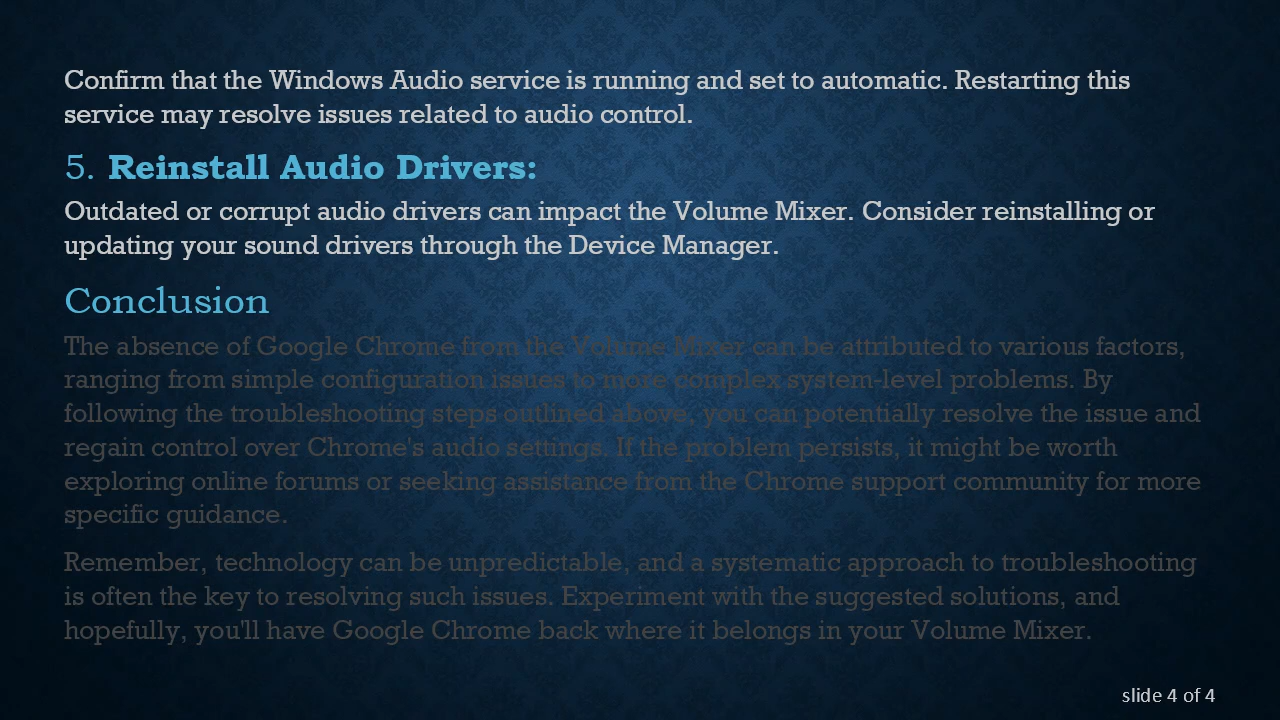 Confirm that the Windows Audio service is running and set to automatic. Restarting this
service may resolve issues related to audio control.
5. Reinstall Audio Drivers:
Outdated or corrupt audio drivers can impact the Volume Mixer. Consider reinstalling or
updating your sound drivers through the Device Manager.
Conclusion
The absence of Google Chrome from the Volume Mixer can be attributed to various factors,
ranging from simple configuration issues to more complex system-level problems. By
following the troubleshooting steps outlined above, you can potentially resolve the issue and
regain control over Chrome's audio settings. If the problem persists, it might be worth
exploring online forums or seeking assistance from the Chrome support community for more
specific guidance.
Remember, technology can be unpredictable, and a systematic approach to troubleshooting
is often the key to resolving such issues. Experiment with the suggested solutions, and
hopefully, you'll have Google Chrome back where it belongs in your Volume Mixer.
slide 4 of 4